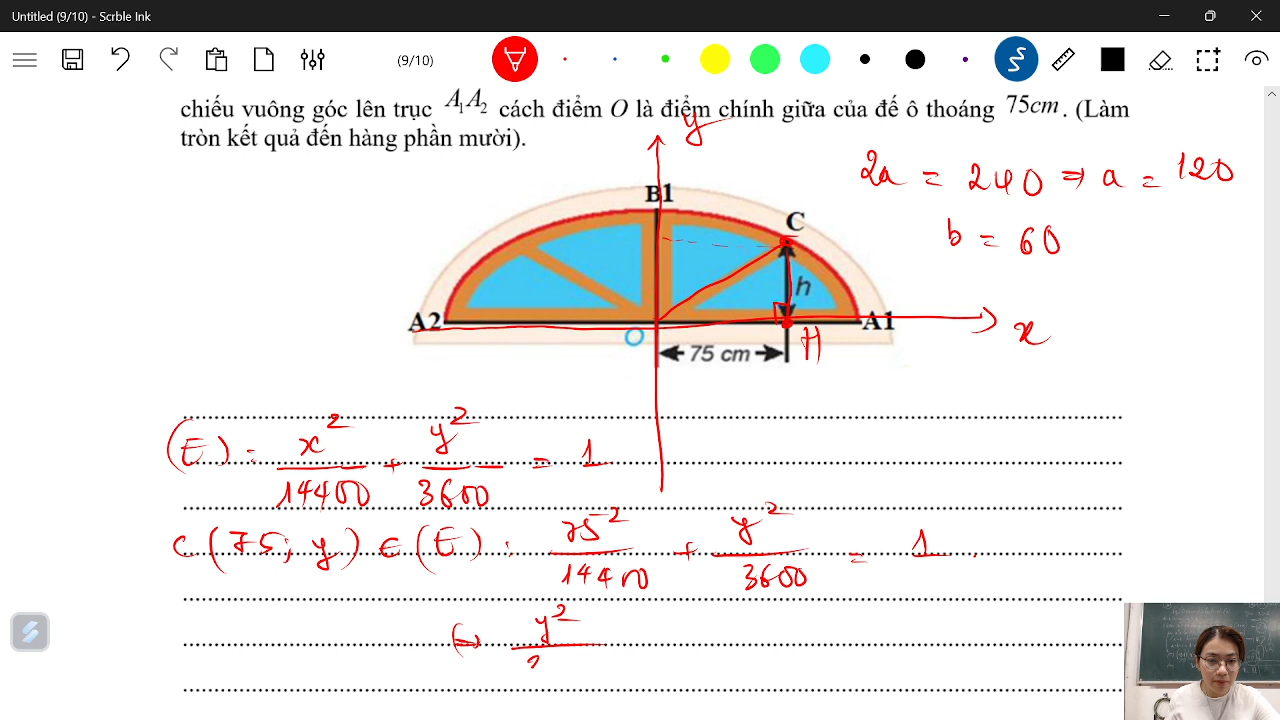 Untitled (9/10) - Scrble Ink
(9/10)
chiếu vuông góc lên trục A₁A₂ cách điểm O là điểm chính giữa của đế ô thoáng 75cm. (Làm
tròn kết quả đến hàng phần mười).
y
2a = 240 ⇒ a = 120
b = 60
B1
C
h
A2
O
A1
x
H
75 cm
(E) : x²/14400 + y²/3600 = 1
C (75; y) ∈ (E) : 75²/14400 + y²/3600 = 1.
⇔ y²